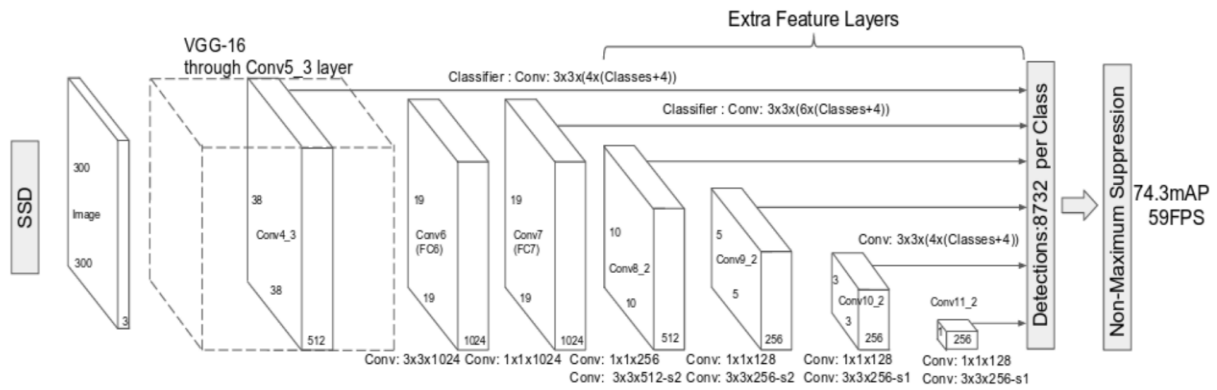 Extra Feature Layers
VGG-16
through Conv5_3 layer
Classifier : Conv: 3x3x(4x(Classes+4))
Classifier : Conv: 3x3x(6x(Classes+4))
SSD
300
Image
300
3
38
Conv4_3
38
512
19
Conv6
(FC6)
19
1024
19
Conv7
(FC7)
19
1024
10
Conv8_2
10
512
5
Conv9_2
5
256
Conv: 3x3x(4x(Classes+4))
3
Conv10_2
3
256
Conv11_2
1
256
Detections:8732 per Class
Non-Maximum Suppression
74.3mAP
59FPS
Conv: 3x3x1024
Conv: 1x1x1024
Conv: 1x1x256
Conv: 3x3x512-s2
Conv: 1x1x128
Conv: 3x3x256-s2
Conv: 1x1x128
Conv: 3x3x256-s1
Conv: 1x1x128
Conv: 3x3x256-s1